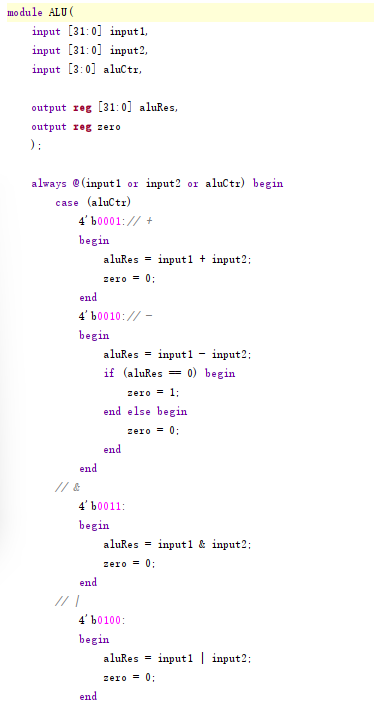 module ALU(
input [31:0] input1,
input [31:0] input2,
input [3:0] aluCtr,
output reg [31:0] aluRes,
output reg zero
);
always @(input1 or input2 or aluCtr) begin
case (aluCtr)
4'b0001:// +
begin
aluRes = input1 + input2;
zero = 0;
end
4'b0010:// -
begin
aluRes = input1 - input2;
if (aluRes == 0) begin
zero = 1;
end else begin
zero = 0;
end
end
// &
4'b0011:
begin
aluRes = input1 & input2;
zero = 0;
end
// |
4'b0100:
begin
aluRes = input1 | input2;
zero = 0;
end